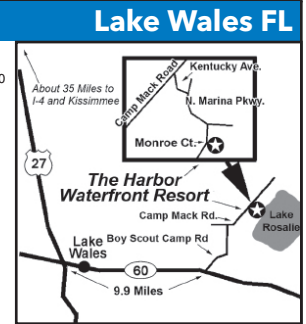 Lake Wales FL
0
About 35 Miles to
I-4 and Kissimmee
Kentucky Ave.
Camp Mack Road
N. Marina Pkwy.
Monroe Ct.
27
The Harbor
Waterfront Resort
Camp Mack Rd.
Lake
Rosalie
Boy Scout Camp Rd
Lake
Wales
60
9.9 Miles